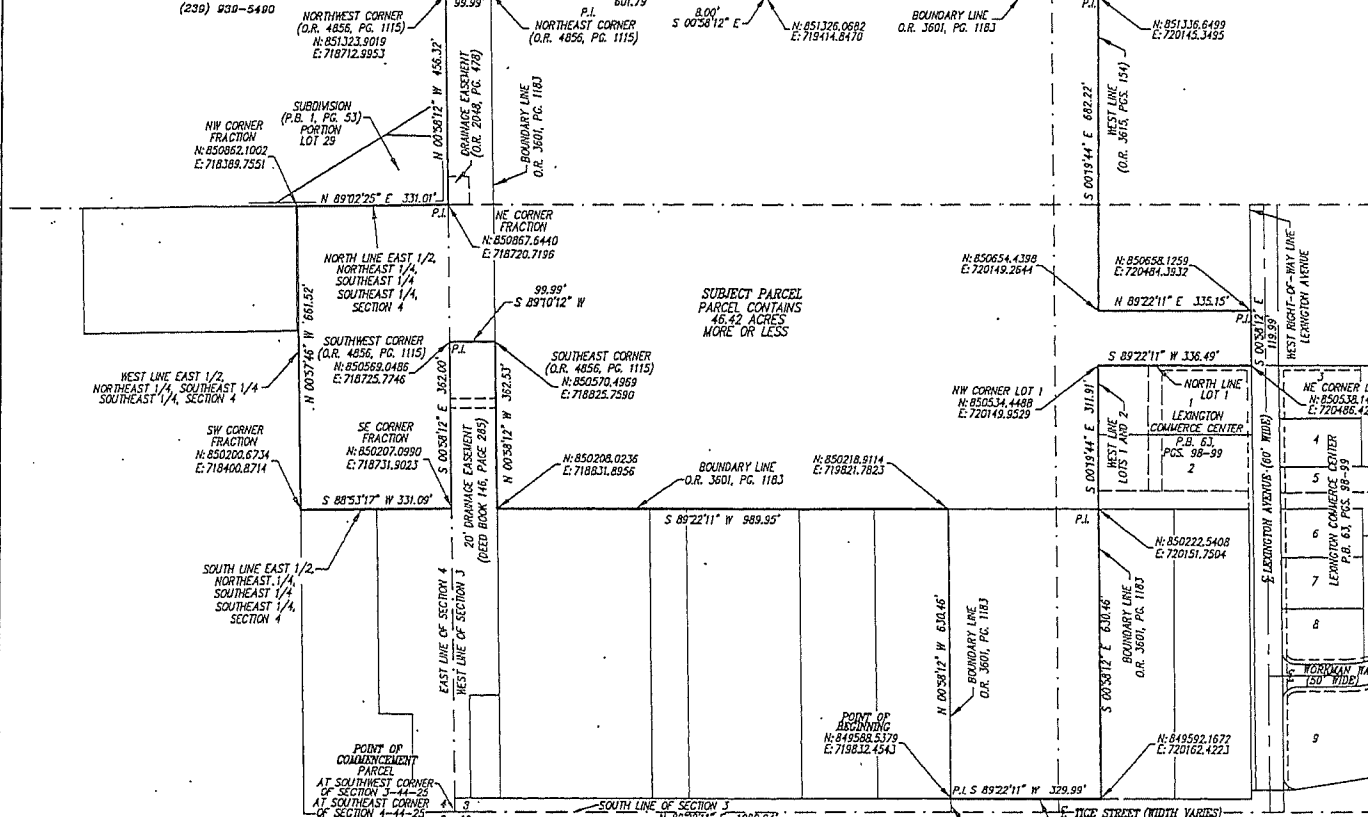 (239) 939-5490
NORTHWEST CORNER
(O.R. 4856, PG. 1115)
N: 851323.9019
E: 718712.9953
99.99'
P.I.
601.79
NORTHEAST CORNER
(O.R. 4856, PG. 1115)
8.00'
S 00°58'12" E
N: 851326.0682
E: 719414.8470
BOUNDARY LINE
O.R. 3601, PG. 1183
P.I.
N: 851336.6499
E: 720145.3495
N 00°58'12" W 456.32'
DRAINAGE EASEMENT
(O.R. 2048, PG. 478)
BOUNDARY LINE
O.R. 3601, PG. 1183
S 00°19'44" E 682.22'
WEST LINE
(O.R. 3615, PGS. 154)
SUBDIVISION
(P.B. 1, PG. 53)
PORTION
LOT 29
NW CORNER
FRACTION
N: 850862.1002
E: 718389.7551
N 89°02'25" E 331.01'
P.I.
NE CORNER
FRACTION
N: 850867.6440
E: 718720.7196
NORTH LINE EAST 1/2,
NORTHEAST 1/4,
SOUTHEAST 1/4
SOUTHEAST 1/4,
SECTION 4
99.99'
S 89°10'12" W
SUBJECT PARCEL
PARCEL CONTAINS
46.42 ACRES
MORE OR LESS
N: 850654.4398
E: 720149.2644
N: 850658.1259
E: 720484.3932
N 89°22'11" E 335.15'
P.I.
S 00°58'12" E
119.99'
WEST RIGHT-OF-WAY LINE
LEXINGTON AVENUE
N 00°57'46" W 661.52'
SOUTHWEST CORNER
(O.R. 4856, PG. 1115)
N: 850569.0486
E: 718725.7746
P.I.
SOUTHEAST CORNER
(O.R. 4856, PG. 1115)
N: 850570.4969
E: 718825.7590
S 89°22'11" W 336.49'
WEST LINE EAST 1/2,
NORTHEAST 1/4, SOUTHEAST 1/4
SOUTHEAST 1/4, SECTION 4
S 00°58'12" E 362.00'
N 00°58'12" W 362.53'
NW CORNER LOT 1
N: 850534.4488
E: 720149.9529
S 00°19'44" E 311.91'
WEST LINE
LOTS 1 AND 2
NORTH LINE
LOT 1
1
LEXINGTON
COMMERCE CENTER
P.B. 63,
PGS. 98-99
2
3
NE CORNER L
N: 850538.14
E: 720486.42
4
5
6
7
8
9
LEXINGTON COMMERCE CENTER
P.B. 63, PGS. 98-99
℄ LEXINGTON AVENUE (60' WIDE)
SW CORNER
FRACTION
N: 850200.6734
E: 718400.8714
SE CORNER
FRACTION
N: 850207.0990
E: 718731.9023
20' DRAINAGE EASEMENT
(DEED BOOK 146, PAGE 285)
N: 850208.0236
E: 718831.8956
BOUNDARY LINE
O.R. 3601, PG. 1183
N: 850218.9114
E: 719821.7823
S 88°53'17" W 331.09'
S 89°22'11" W 989.95'
P.I.
N: 850222.5408
E: 720151.7504
SOUTH LINE EAST 1/2,
NORTHEAST 1/4,
SOUTHEAST 1/4
SOUTHEAST 1/4,
SECTION 4
EAST LINE OF SECTION 4
WEST LINE OF SECTION 3
N 00°58'12" W 630.46'
BOUNDARY LINE
O.R. 3601, PG. 1183
S 00°58'12" E 630.46'
BOUNDARY LINE
O.R. 3601, PG. 1183
℄ WORKMAN WA
(50' WIDE)
POINT OF
COMMENCEMENT
PARCEL
AT SOUTHWEST CORNER
OF SECTION 3-44-25
AT SOUTHEAST CORNER
OF SECTION 4-44-25
4
3
SOUTH LINE OF SECTION 3
POINT OF
BEGINNING
N: 849588.5379
E: 719832.4543
P.I.
S 89°22'11" W 329.99'
N: 849592.1672
E: 720162.4223
℄ TICE STREET (WIDTH VARIES)